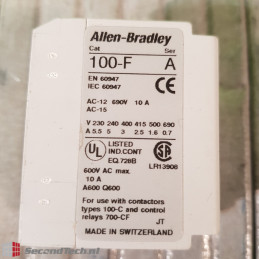 Allen-Bradley
Cat Ser
100-F A
EN 60947
IEC 60947
CE
AC-12 690V 10 A
AC-15
V 230 240 400 415 500 690
A 5.5 5 3 2.5 1.6 0.7
UL LISTED
IND.CONT
EQ.728B
SA
LR13908
600V AC max.
10 A
A600 Q600
For use with contactors
types 100-C and control
relays 700-CF
JT
MADE IN SWITZERLAND
SecondTech.nl